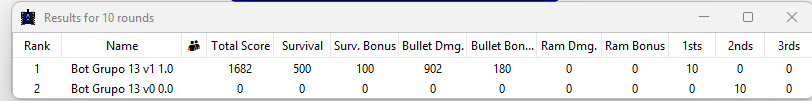 Results for 10 rounds
Rank Name Total Score Survival Surv. Bonus Bullet Dmg. Bullet Bon... Ram Dmg. Ram Bonus 1sts 2nds 3rds
1 Bot Grupo 13 v1 1.0 1682 500 100 902 180 0 0 10 0 0
2 Bot Grupo 13 v0 0.0 0 0 0 0 0 0 0 0 10 0